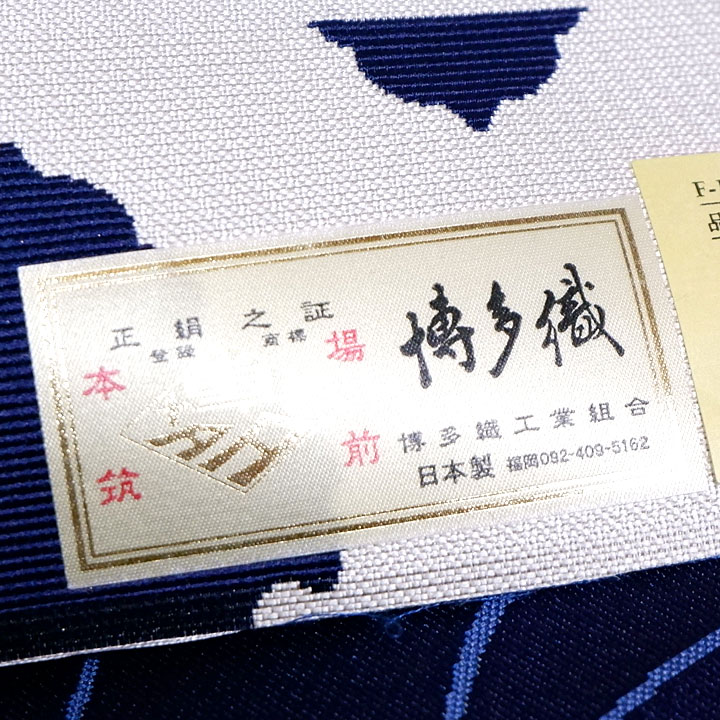 正絹之証
登録商標
本場
筑前
博多織
博多織工業組合
日本製 福岡092-409-5162
F-
品